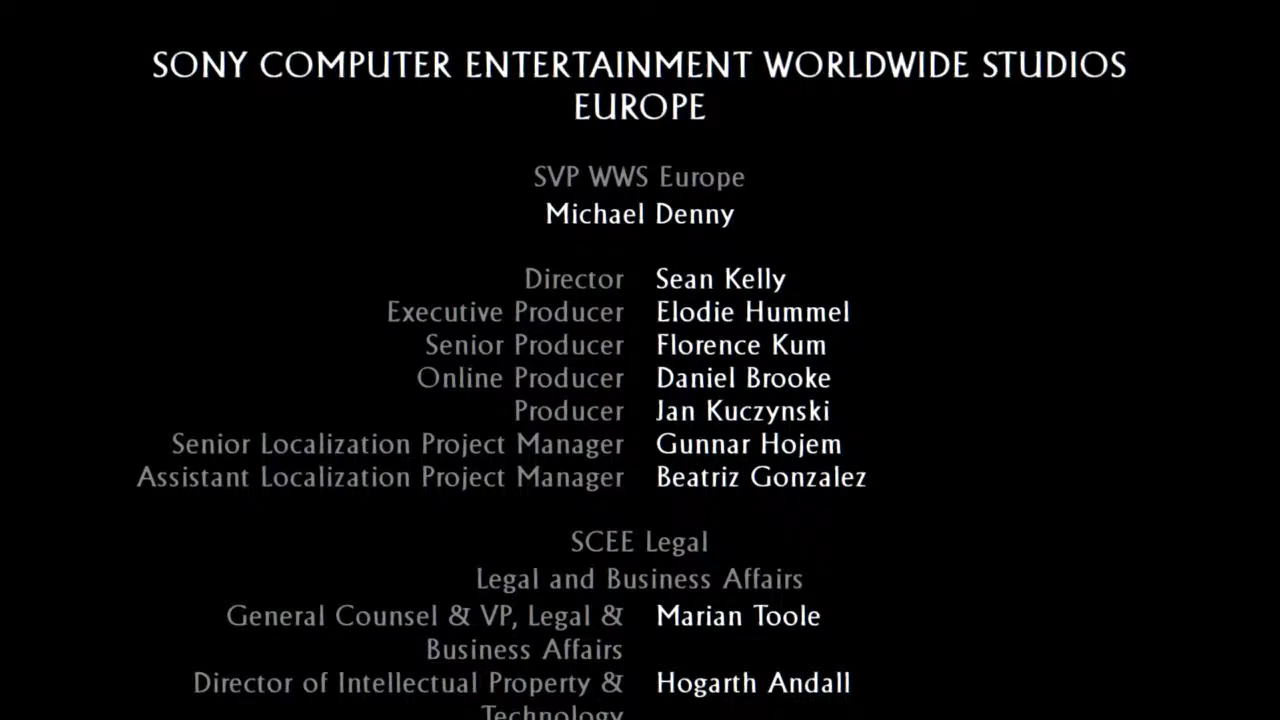 SONY COMPUTER ENTERTAINMENT WORLDWIDE STUDIOS
EUROPE
SVP WWS Europe
Michael Denny
Director Sean Kelly
Executive Producer Elodie Hummel
Senior Producer Florence Kum
Online Producer Daniel Brooke
Producer Jan Kuczynski
Senior Localization Project Manager Gunnar Hojem
Assistant Localization Project Manager Beatriz Gonzalez
SCEE Legal
Legal and Business Affairs
General Counsel & VP, Legal & Marian Toole
Business Affairs
Director of Intellectual Property & Hogarth Andall
Technology